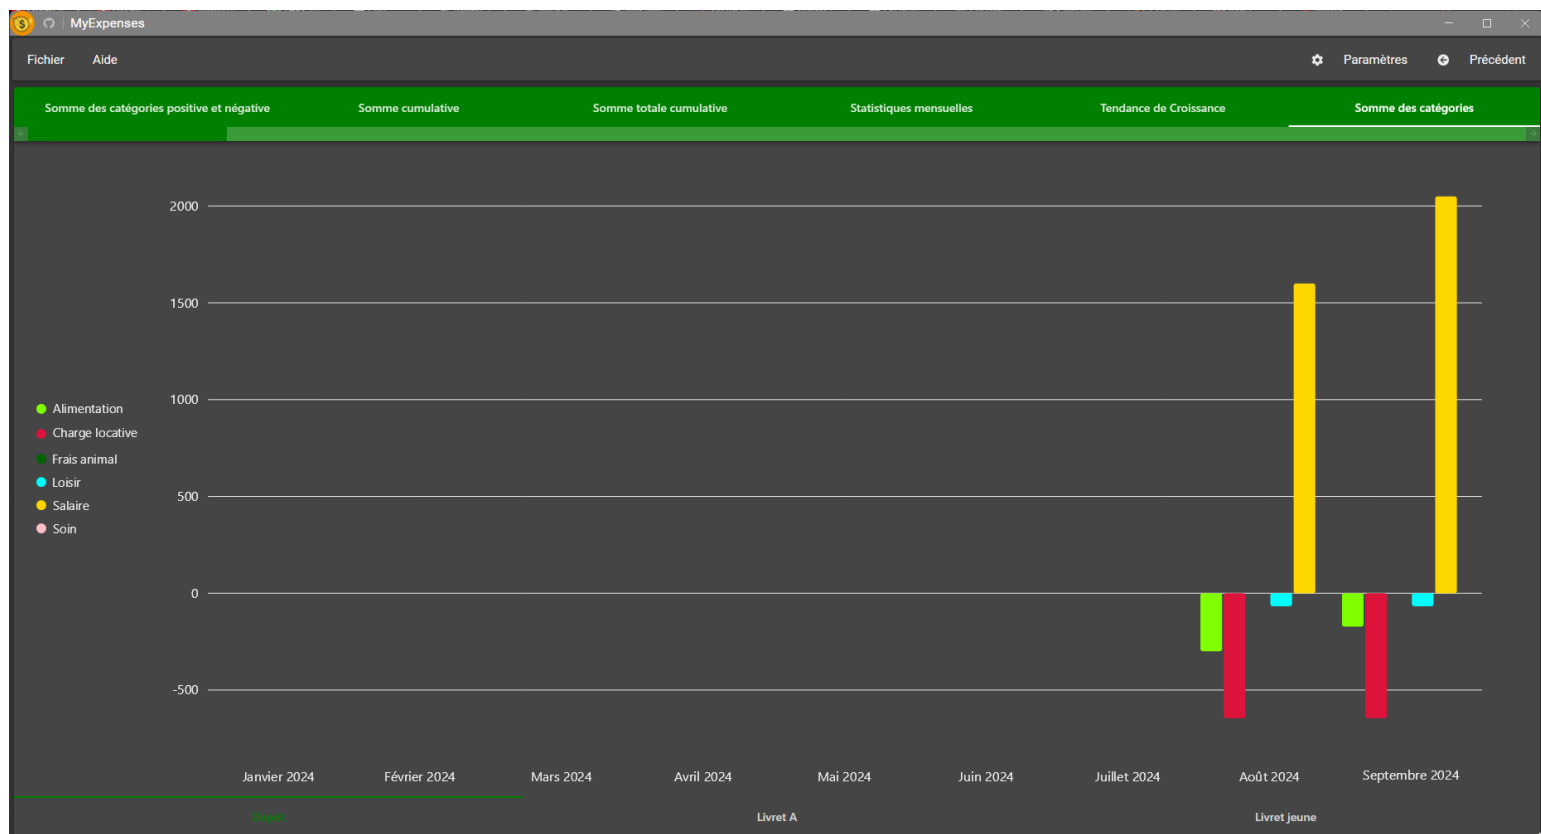 MyExpenses
Fichier Aide Paramètres Précédent
Somme des catégories positive et négative Somme cumulative Somme totale cumulative Statistiques mensuelles Tendance de Croissance Somme des catégories
2000
1500
1000
500
0
-500
Alimentation
Charge locative
Frais animal
Loisir
Salaire
Soin
Janvier 2024 Février 2024 Mars 2024 Avril 2024 Mai 2024 Juin 2024 Juillet 2024 Août 2024 Septembre 2024
Livret A Livret jeune